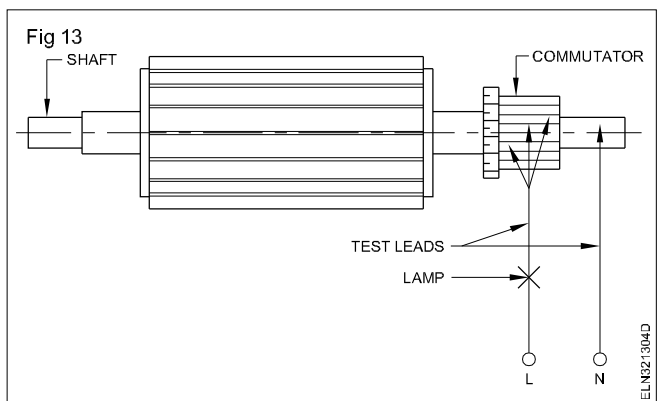 Fig 13
SHAFT
COMMUTATOR
TEST LEADS
LAMP
L
N
ELN321304D